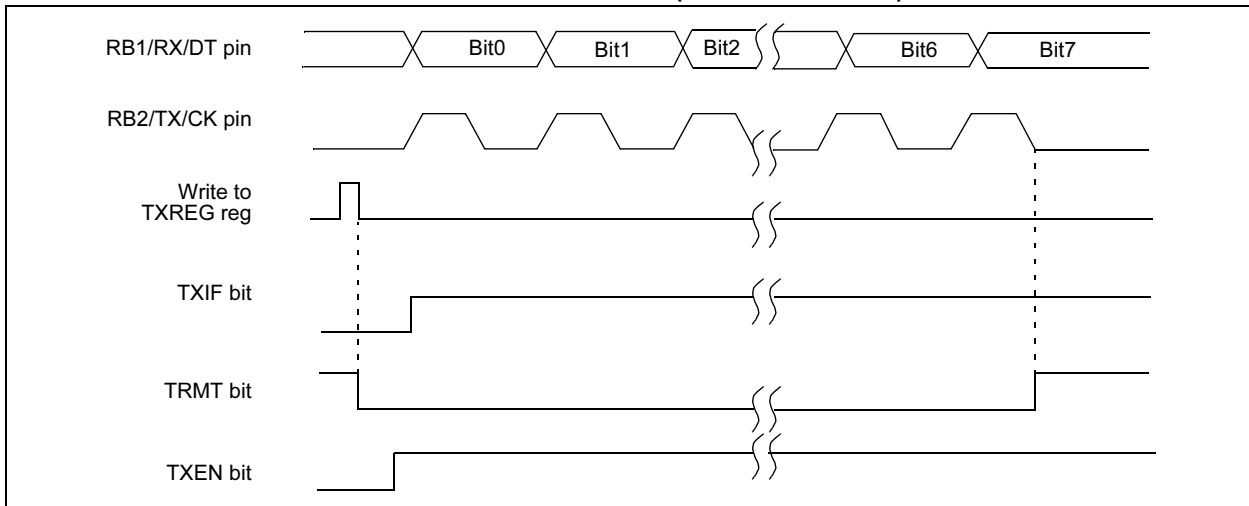 RB1/RX/DT pin
Bit0 Bit1 Bit2 Bit6 Bit7
RB2/TX/CK pin
Write to
TXREG reg
TXIF bit
TRMT bit
TXEN bit